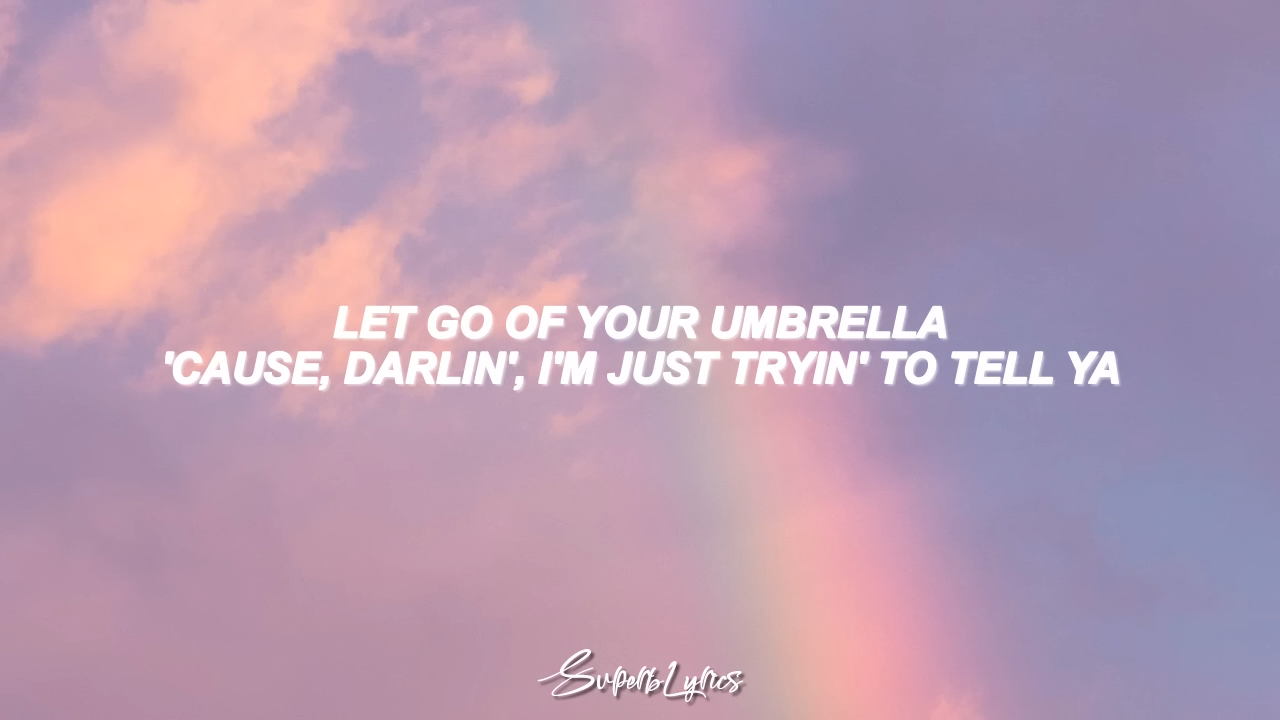 LET GO OF YOUR UMBRELLA
'CAUSE, DARLIN', I'M JUST TRYIN' TO TELL YA
SuperbLyrics